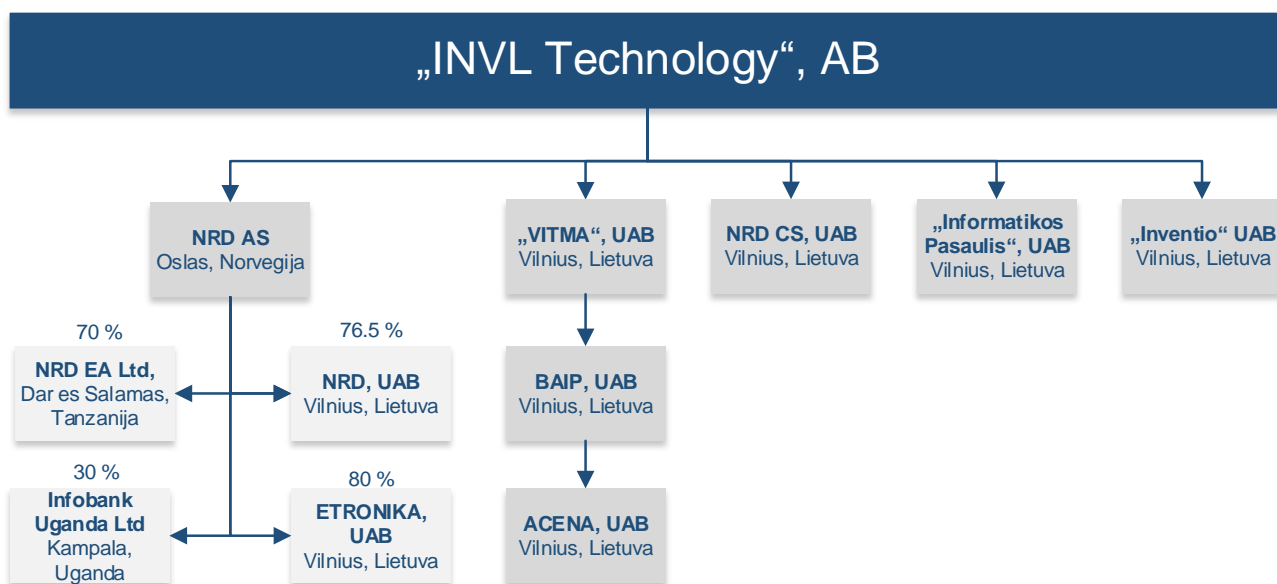 „INVL Technology“, AB
NRD AS
Oslas, Norvegija
„VITMA“, UAB
Vilnius, Lietuva
NRD CS, UAB
Vilnius, Lietuva
„Informatikos
Pasaulis“, UAB
Vilnius, Lietuva
„Inventio“ UAB
Vilnius, Lietuva
70 %
NRD EA Ltd,
Dar es Salamas,
Tanzanija
76.5 %
NRD, UAB
Vilnius, Lietuva
BAIP, UAB
Vilnius, Lietuva
30 %
Infobank
Uganda Ltd
Kampala,
Uganda
80 %
ETRONIKA,
UAB
Vilnius, Lietuva
ACENA, UAB
Vilnius, Lietuva